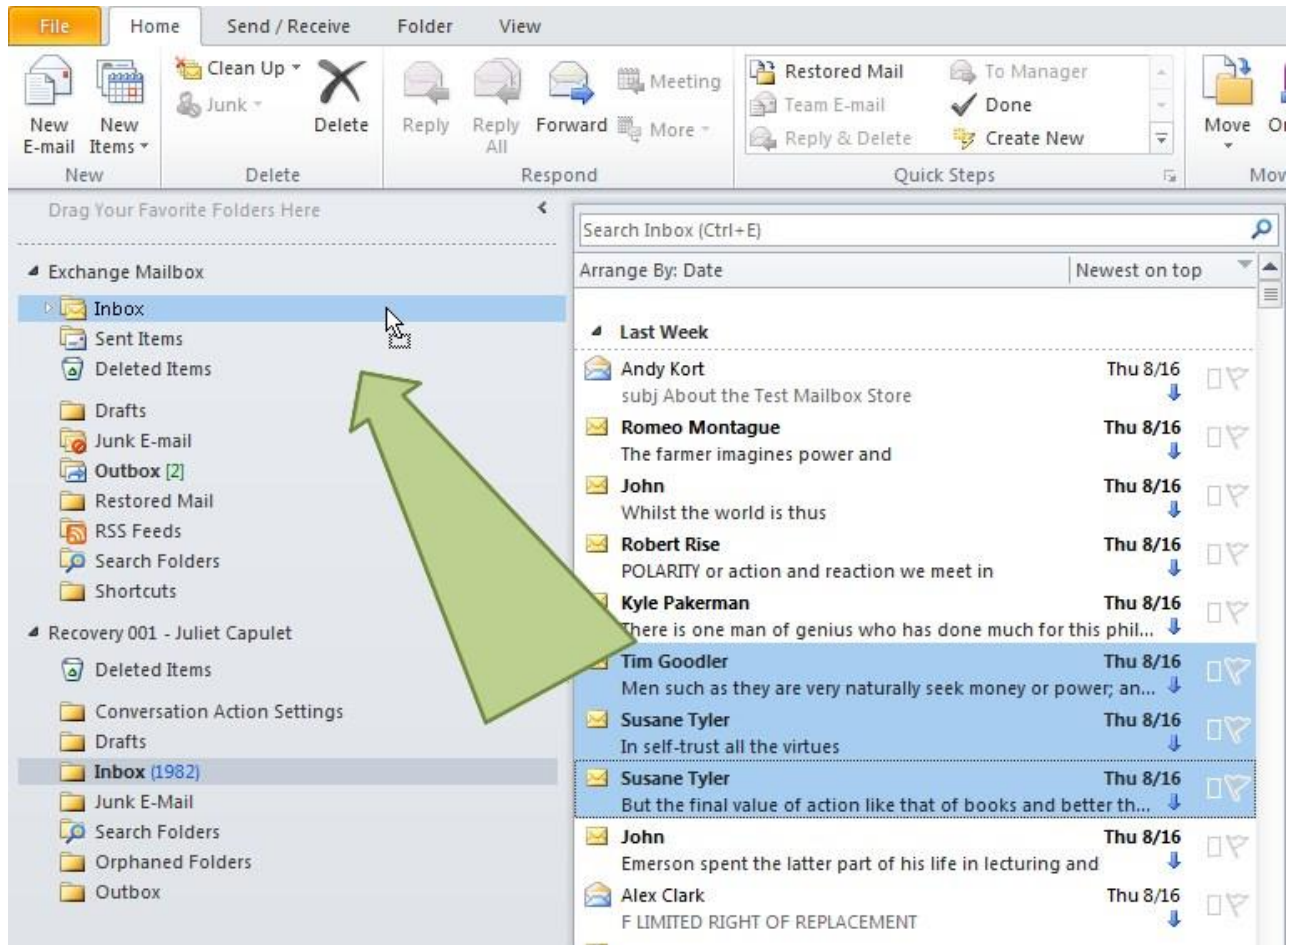 File Home Send / Receive Folder View
Clean Up Restored Mail To Manager
Junk Meeting Team E-mail Done
New E-mail New Items Delete Reply Reply All Forward More Reply & Delete Create New Move
New Delete Respond Quick Steps
Drag Your Favorite Folders Here
Exchange Mailbox
Inbox
Sent Items
Deleted Items
Drafts
Junk E-mail
Outbox [2]
Restored Mail
RSS Feeds
Search Folders
Shortcuts
Recovery 001 - Juliet Capulet
Deleted Items
Conversation Action Settings
Drafts
Inbox (1982)
Junk E-Mail
Search Folders
Orphaned Folders
Outbox
Search Inbox (Ctrl+E)
Arrange By: Date Newest on top
Last Week
Andy Kort Thu 8/16
subj About the Test Mailbox Store
Romeo Montague Thu 8/16
The farmer imagines power and
John Thu 8/16
Whilst the world is thus
Robert Rise Thu 8/16
POLARITY or action and reaction we meet in
Kyle Pakerman Thu 8/16
There is one man of genius who has done much for this phil...
Tim Goodler Thu 8/16
Men such as they are very naturally seek money or power; an...
Susane Tyler Thu 8/16
In self-trust all the virtues
Susane Tyler Thu 8/16
But the final value of action like that of books and better th...
John Thu 8/16
Emerson spent the latter part of his life in lecturing and
Alex Clark Thu 8/16
F LIMITED RIGHT OF REPLACEMENT